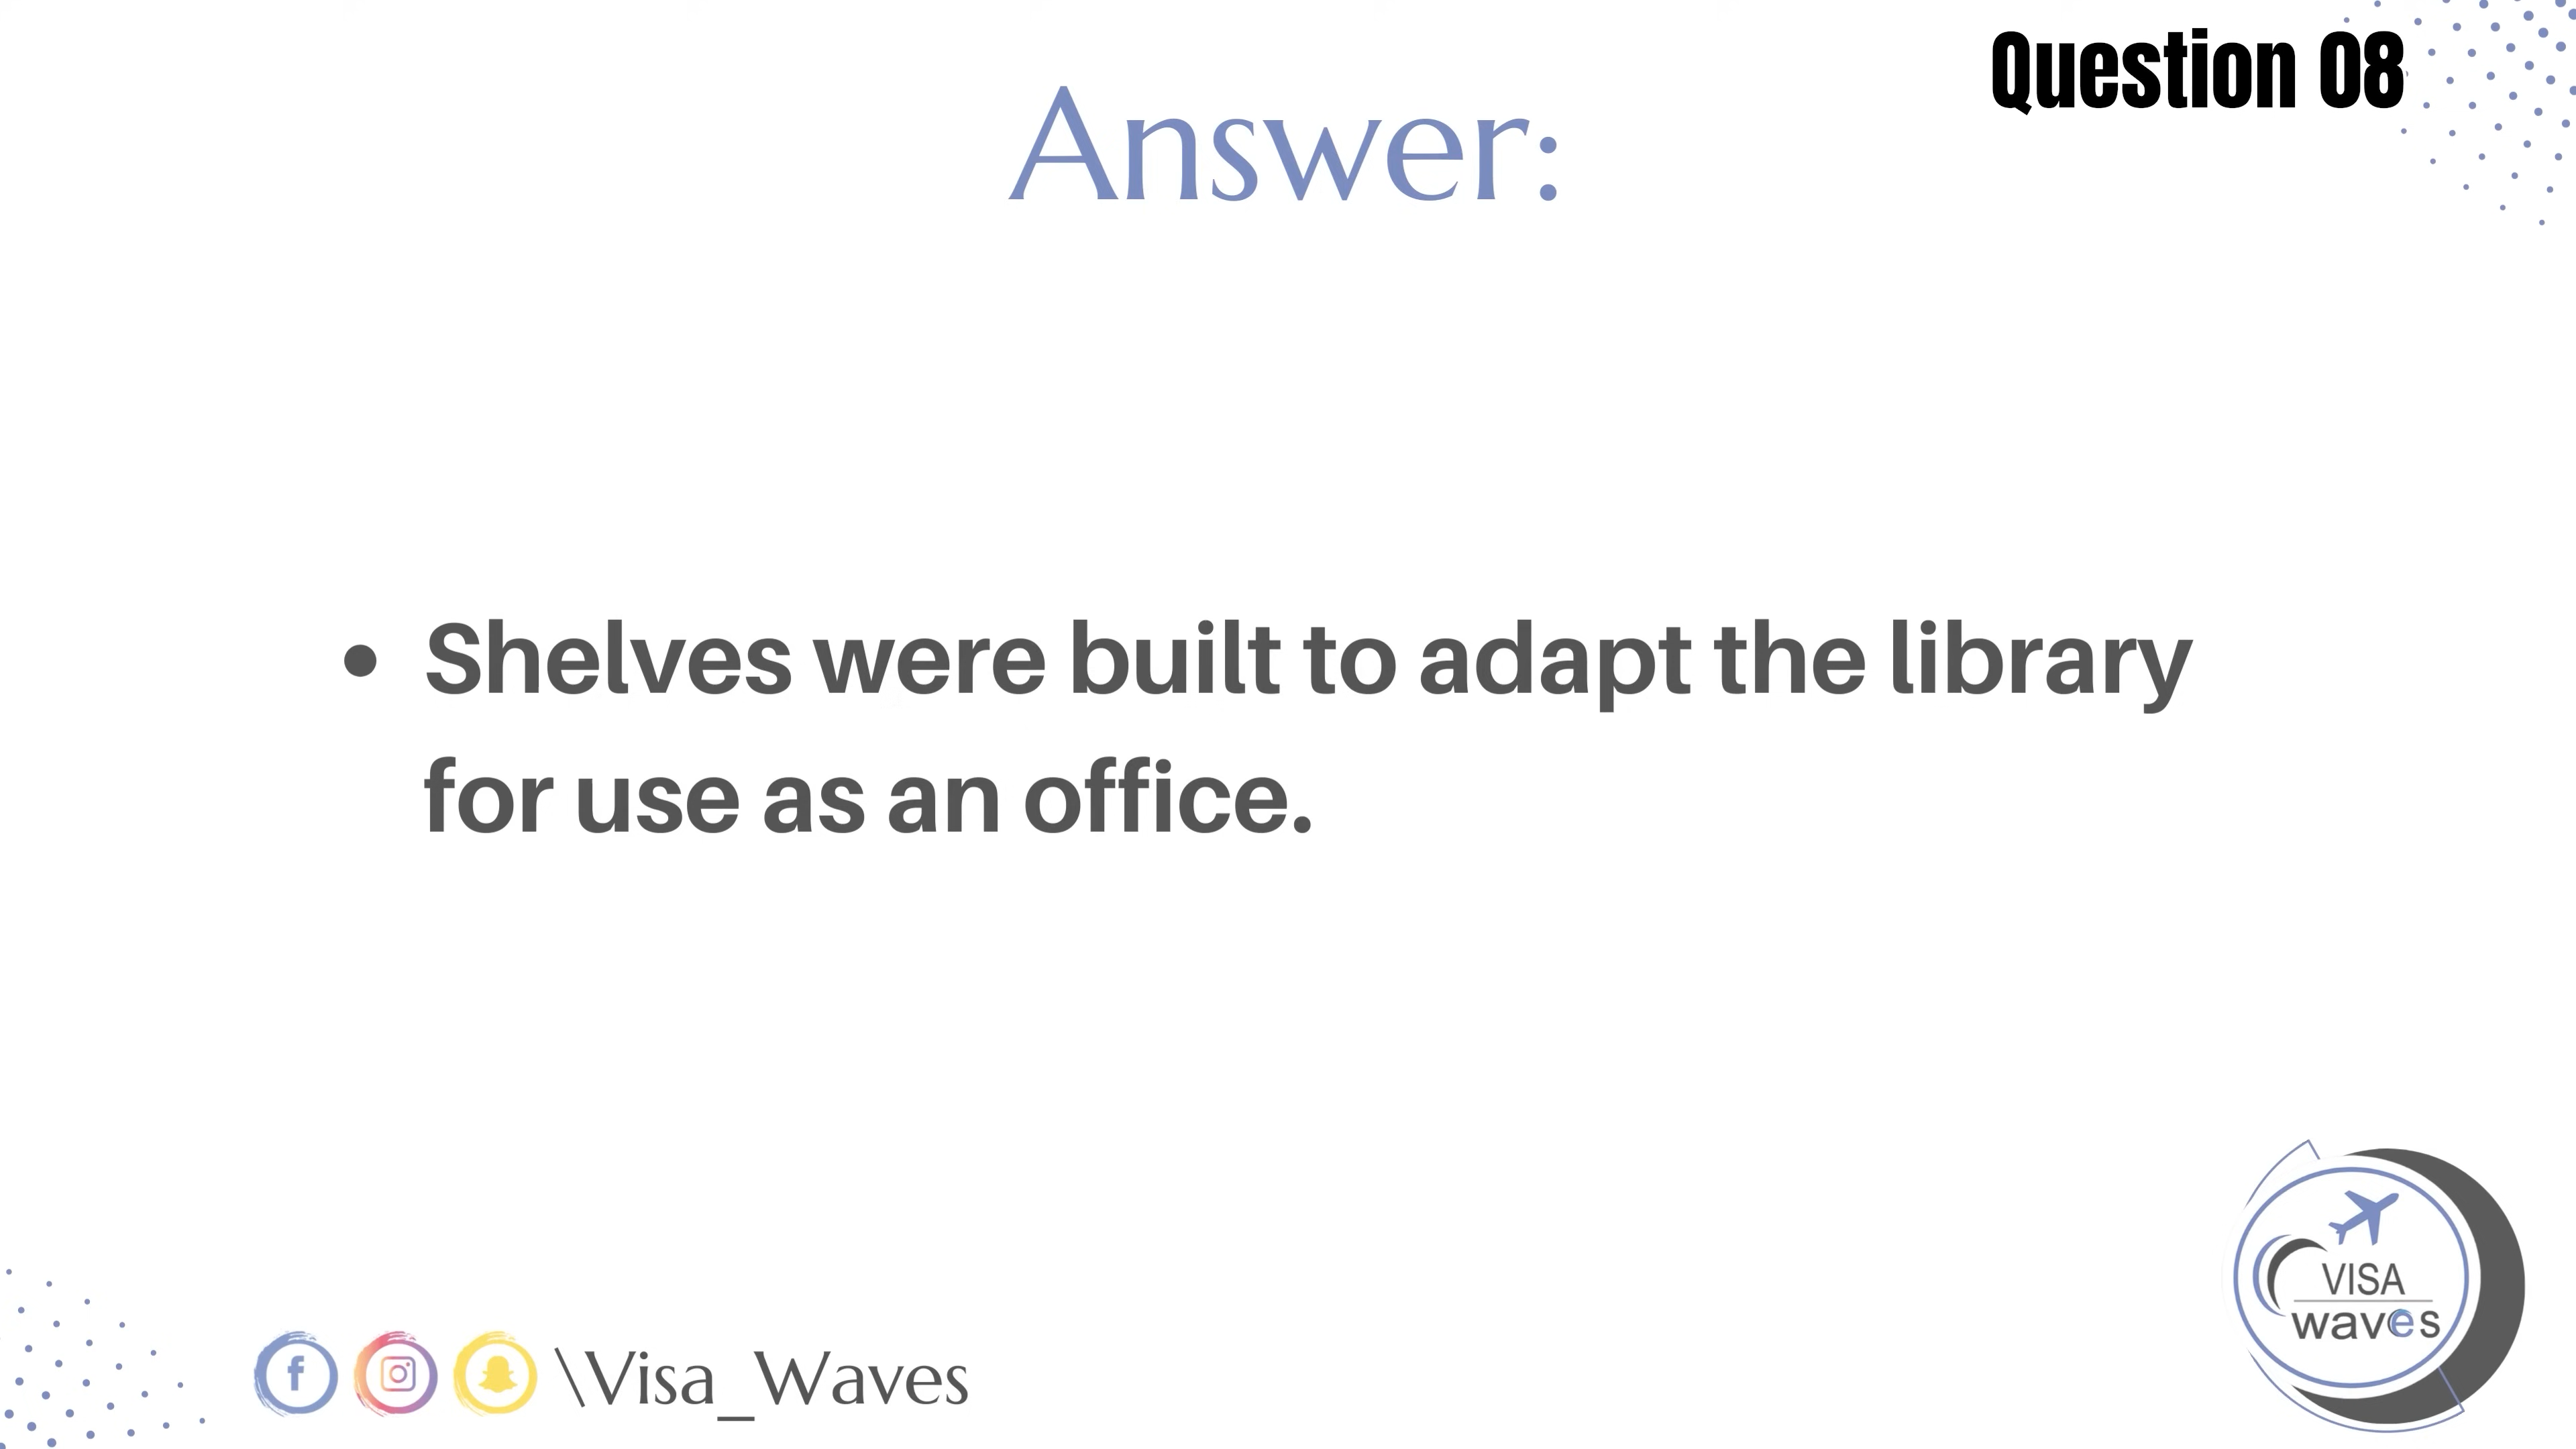 Question 08
Answer:
• Shelves were built to adapt the library
for use as an office.
\Visa_Waves
VISA
waves